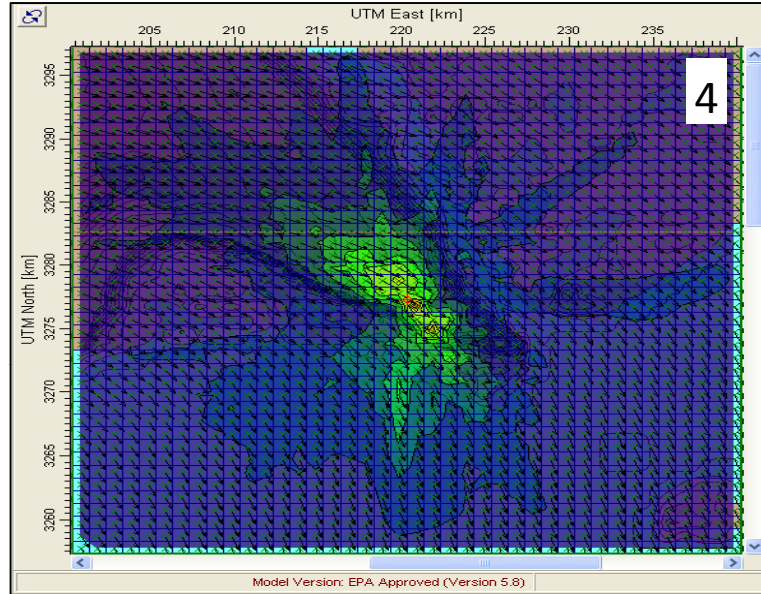 UTM East [km]
205 210 215 220 225 230 235
4
3295
3290
3285
3280
3275
3270
3265
3260
UTM North [km]
Model Version: EPA Approved (Version 5.8)